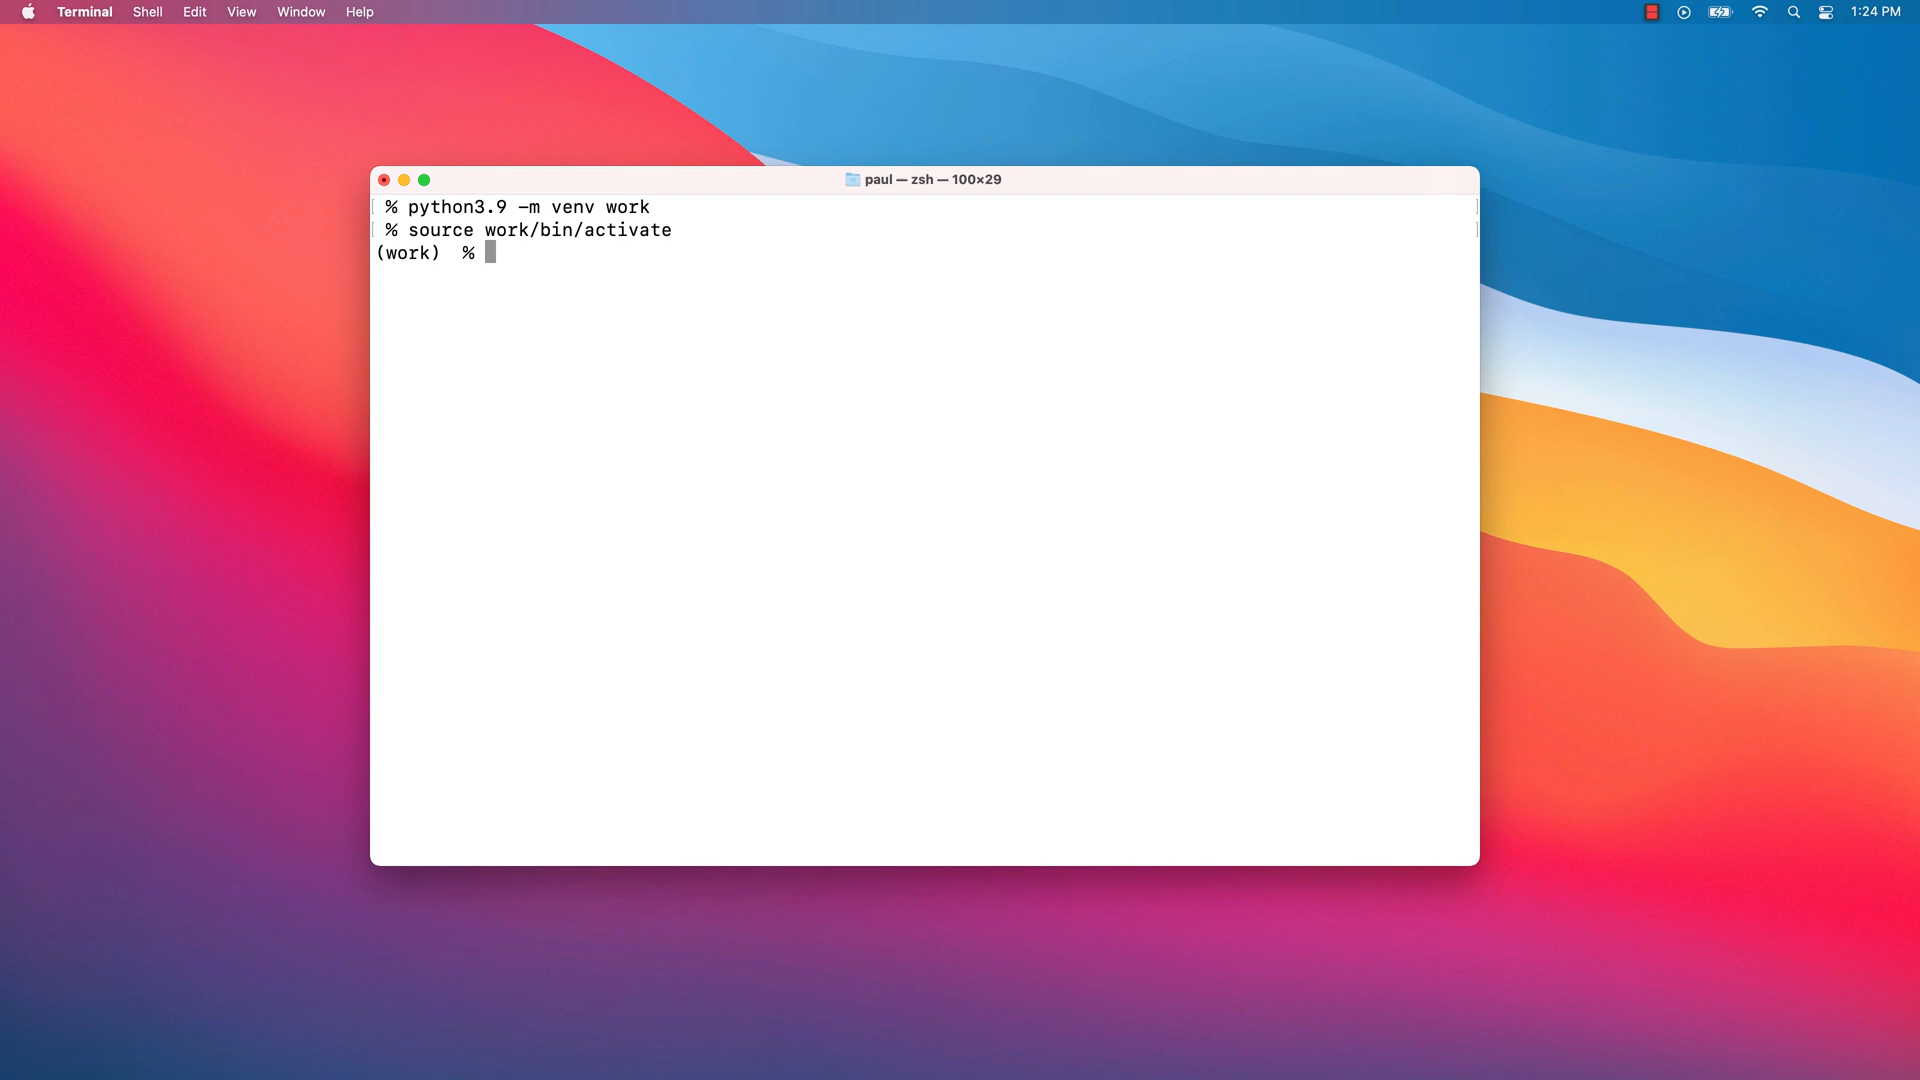 Terminal Shell Edit View Window Help 1:24 PM
paul — zsh — 100×29
[ % python3.9 -m venv work ]
[ % source work/bin/activate ]
(work)  %